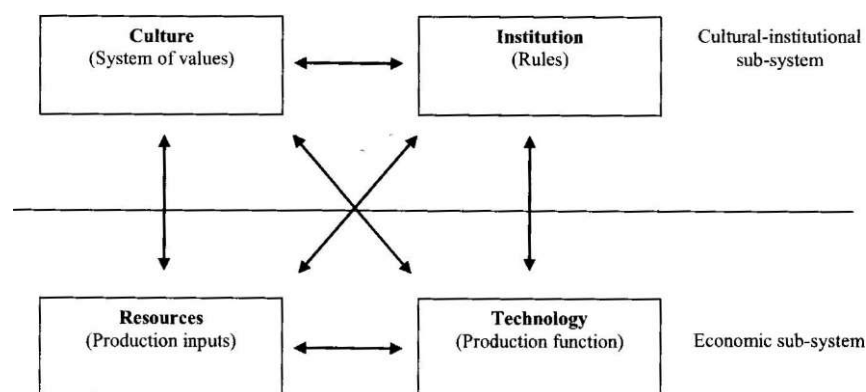 Culture
(System of values)
Institution
(Rules)
Cultural-institutional
sub-system
Resources
(Production inputs)
Technology
(Production function)
Economic sub-system